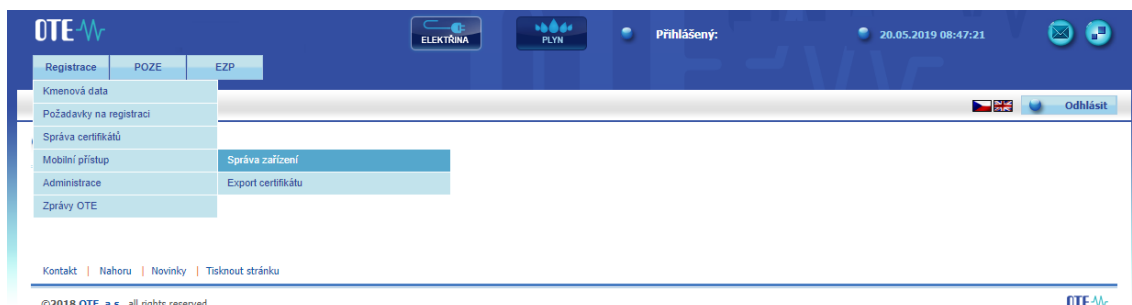 OTE
ELEKTŘINA
PLYN
Přihlášený:
20.05.2019 08:47:21
Registrace POZE EZP
Kmenová data
Požadavky na registraci
Odhlásit
Správa certifikátů
Mobilní přístup
Správa zařízení
Administrace
Export certifikátu
Zprávy OTE
Kontakt | Nahoru | Novinky | Tisknout stránku
©2018 OTE, a.s. all rights reserved
OTE